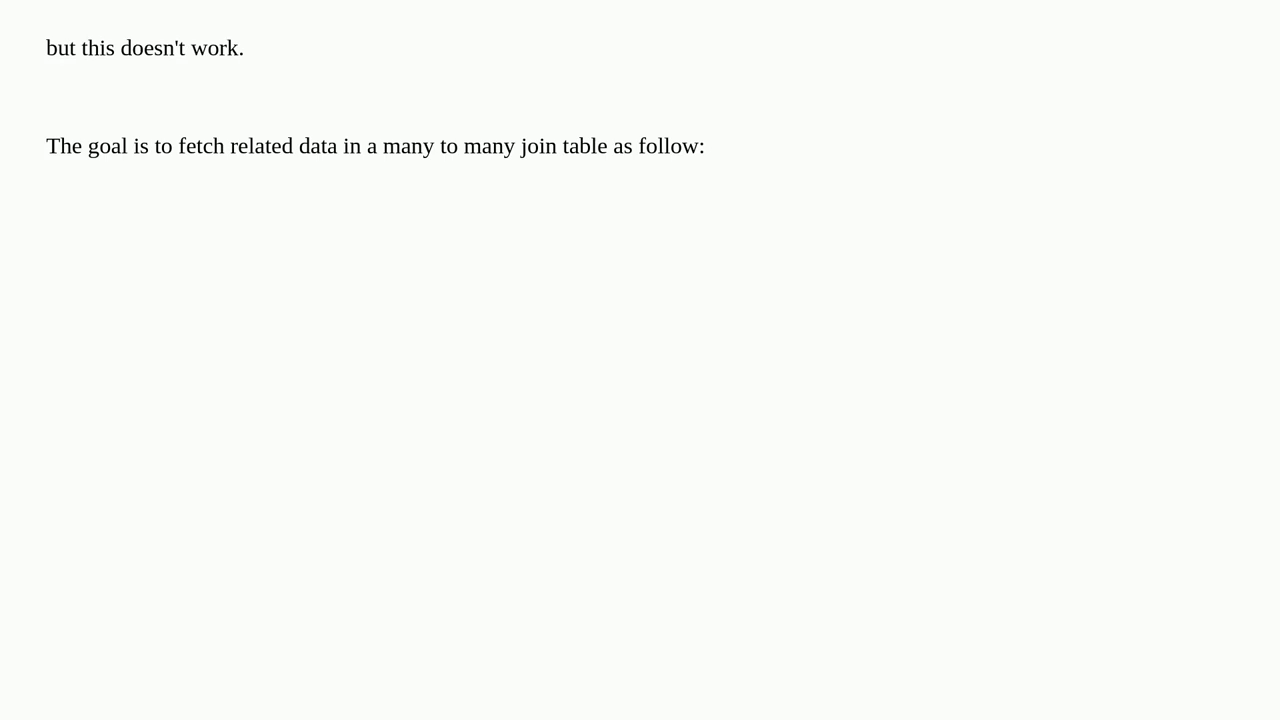 but this doesn't work.
The goal is to fetch related data in a many to many join table as follow: